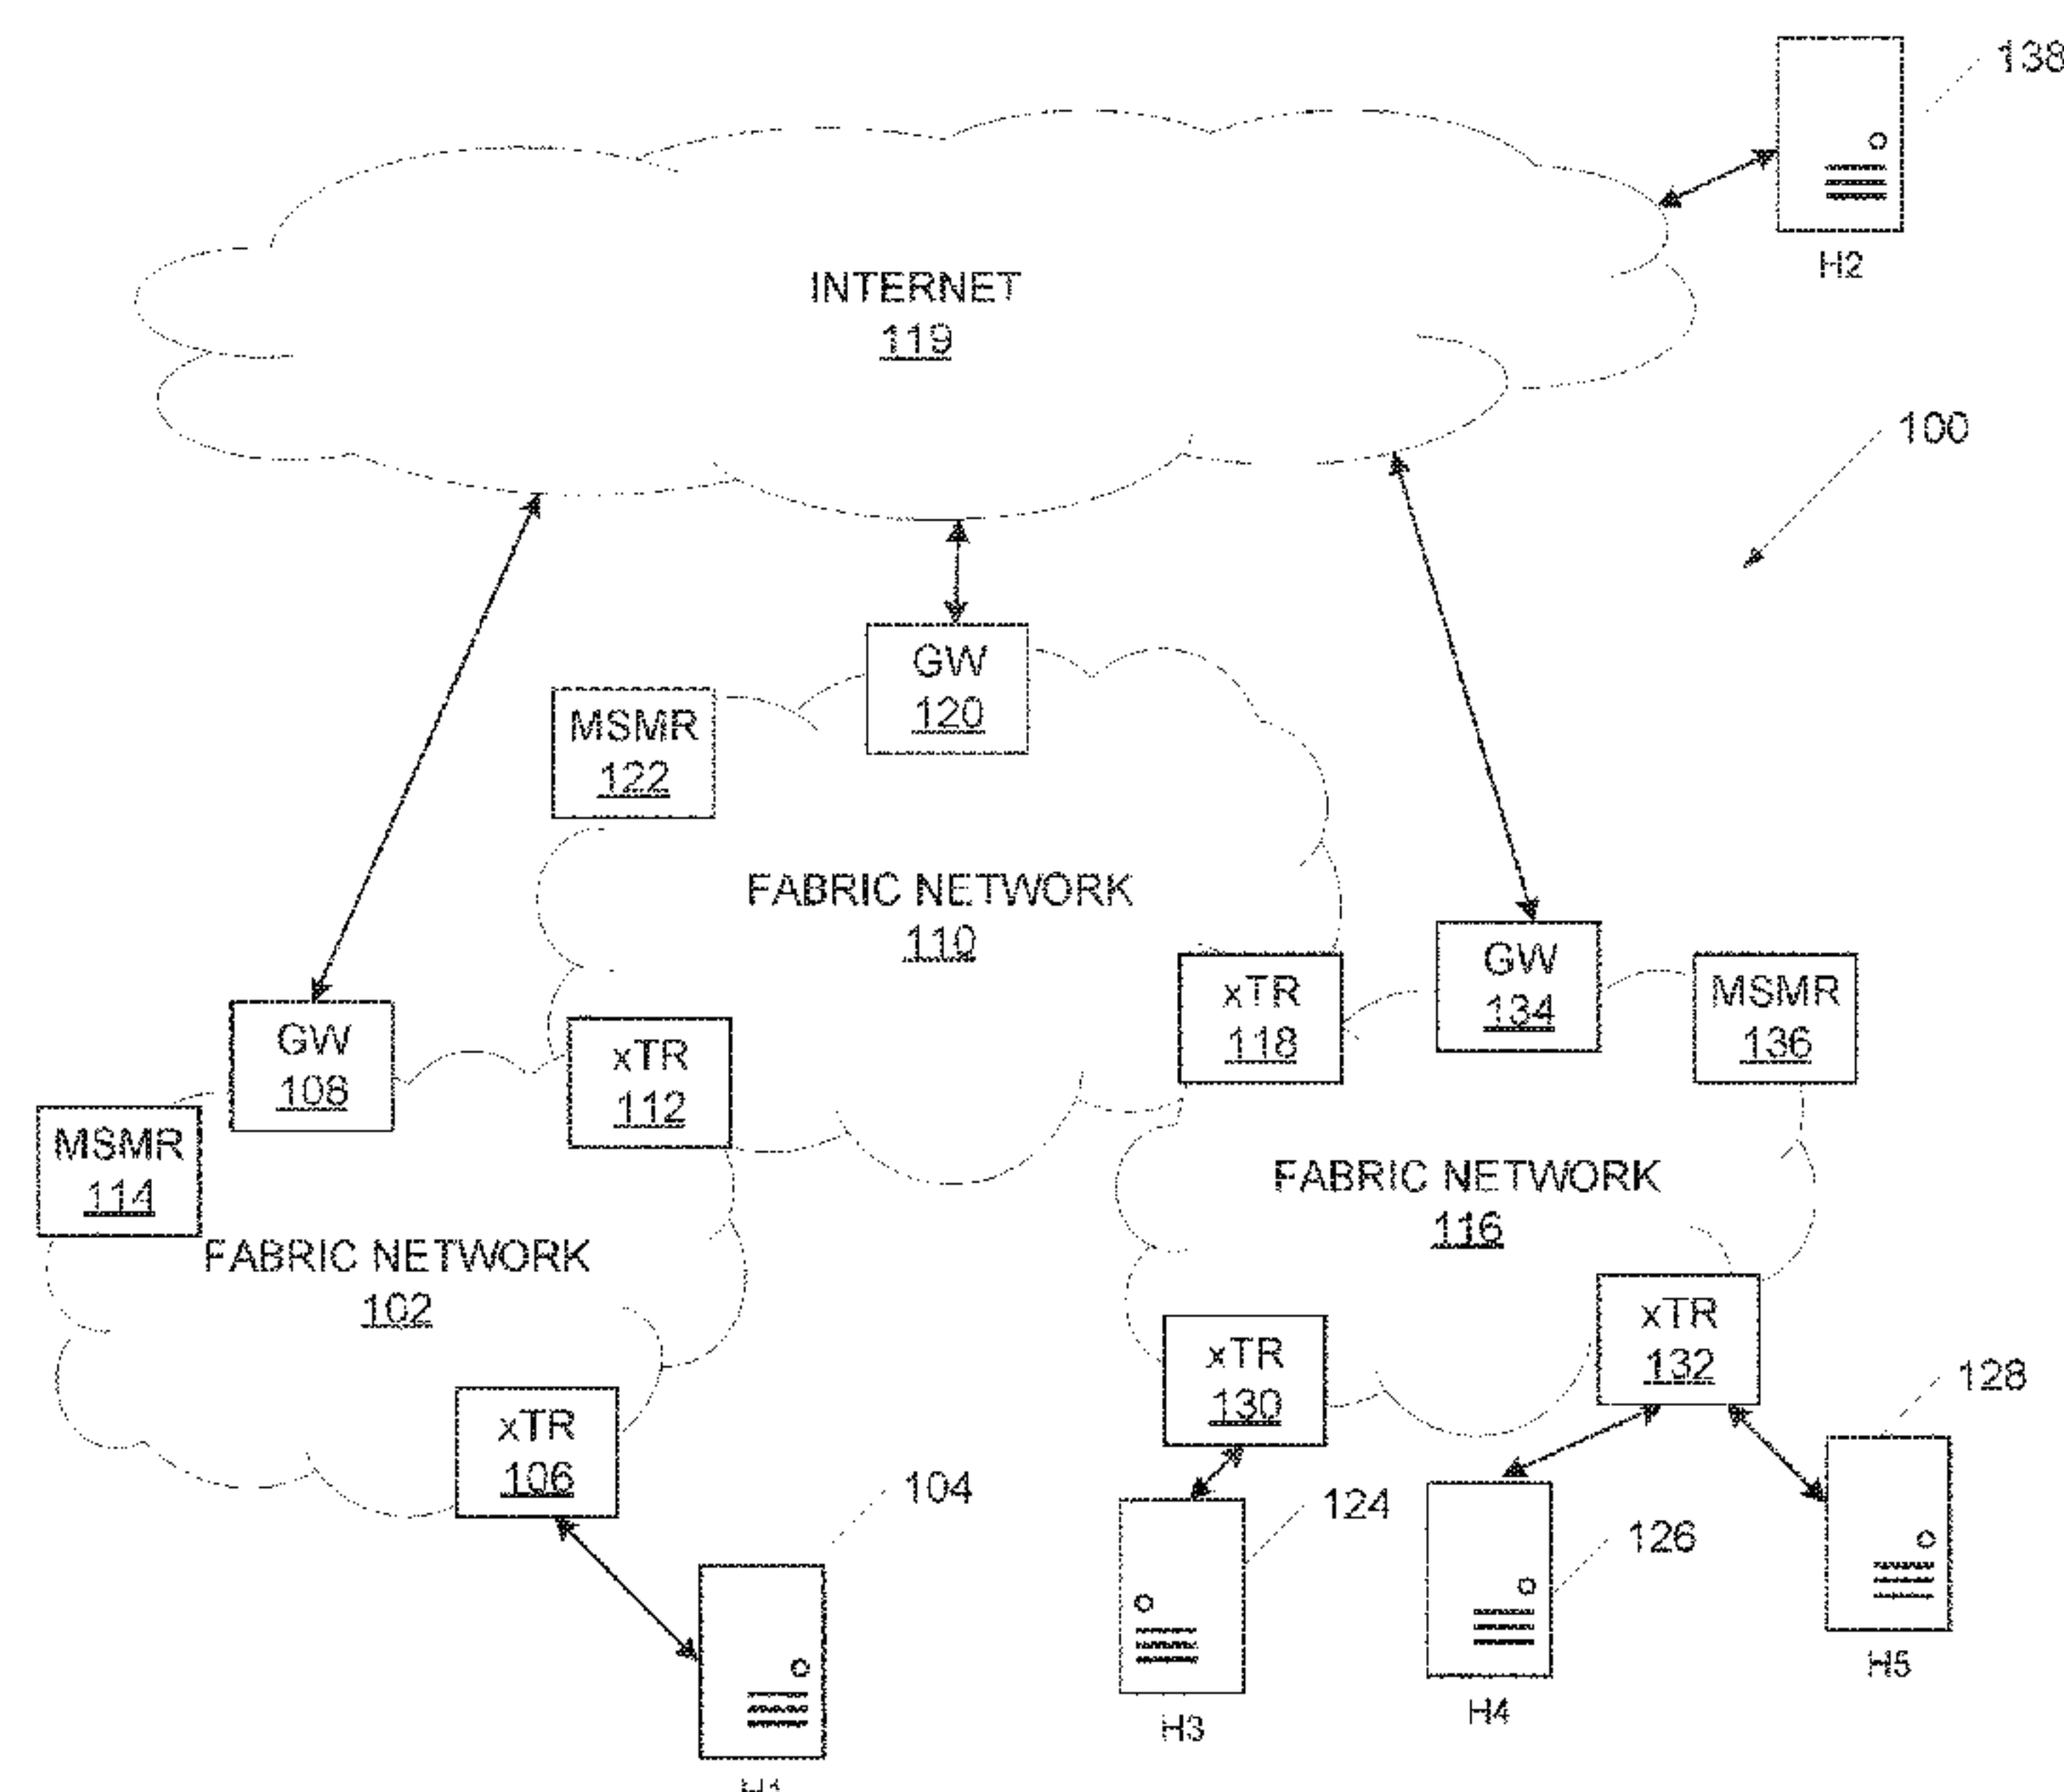 138
H2
INTERNET
119
100
GW
120
MSMR
122
FABRIC NETWORK
110
GW
134
xTR
118
MSMR
136
GW
108
xTR
112
MSMR
114
FABRIC NETWORK
116
FABRIC NETWORK
102
xTR
132
xTR
130
128
xTR
106
104
124
126
H5
H4
H3